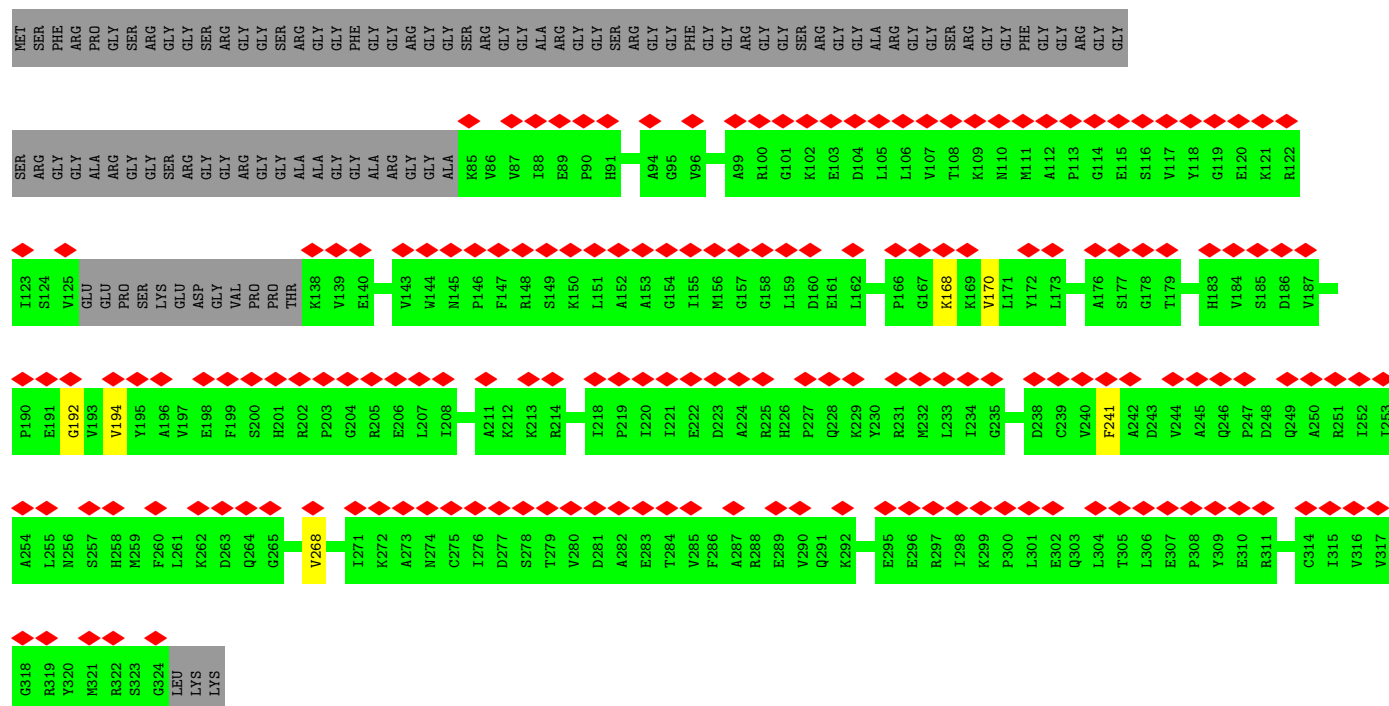 MET SER PHE ARG PRO GLY SER ARG GLY GLY SER ARG GLY GLY SER ARG GLY GLY PHE GLY GLY ARG GLY GLY SER ARG GLY GLY ALA ARG GLY GLY SER ARG GLY GLY PHE GLY GLY ARG GLY GLY SER ARG GLY GLY ALA ARG GLY GLY SER ARG GLY GLY PHE GLY GLY ARG GLY GLY
SER ARG GLY GLY ALA ARG GLY GLY SER ARG GLY GLY ARG GLY GLY ALA ALA GLY GLY ALA ARG GLY GLY ALA K85 V86 V87 I88 E89 P90 H91 A94 G95 V96 A99 R100 G101 K102 E103 D104 L105 L106 V107 T108 K109 N110 M111 A112 P113 G114 E115 S116 V117 Y118 G119 E120 K121 R122
I123 S124 V125 GLU GLU PRO SER LYS GLU ASP GLY VAL PRO PRO THR K138 V139 E140 V143 W144 N145 P146 F147 R148 S149 K150 L151 A152 A153 G154 I155 M156 G157 G158 L159 D160 E161 L162 P166 G167 K168 K169 V170 L171 Y172 L173 A176 S177 G178 T179 H183 V184 S185 D186 V187
P190 E191 G192 V193 V194 Y195 A196 V197 E198 F199 S200 H201 R202 P203 G204 R205 E206 L207 I208 A211 K212 K213 R214 I218 P219 I220 I221 E222 D223 A224 R225 H226 P227 Q228 K229 Y230 R231 M232 L233 I234 G235 D238 C239 V240 F241 A242 D243 V244 A245 Q246 P247 D248 Q249 A250 R251 I252 I253
A254 L255 N256 S257 H258 M259 F260 L261 K262 D263 Q264 G265 V268 I271 K272 A273 N274 C275 I276 D277 S278 T279 V280 D281 A282 E283 T284 V285 F286 A287 R288 E289 V290 Q291 K292 E295 E296 R297 I298 K299 P300 L301 E302 Q303 L304 T305 L306 E307 P308 Y309 E310 R311 C314 I315 V316 V317
G318 R319 Y320 M321 R322 S323 G324 LEU LYS LYS